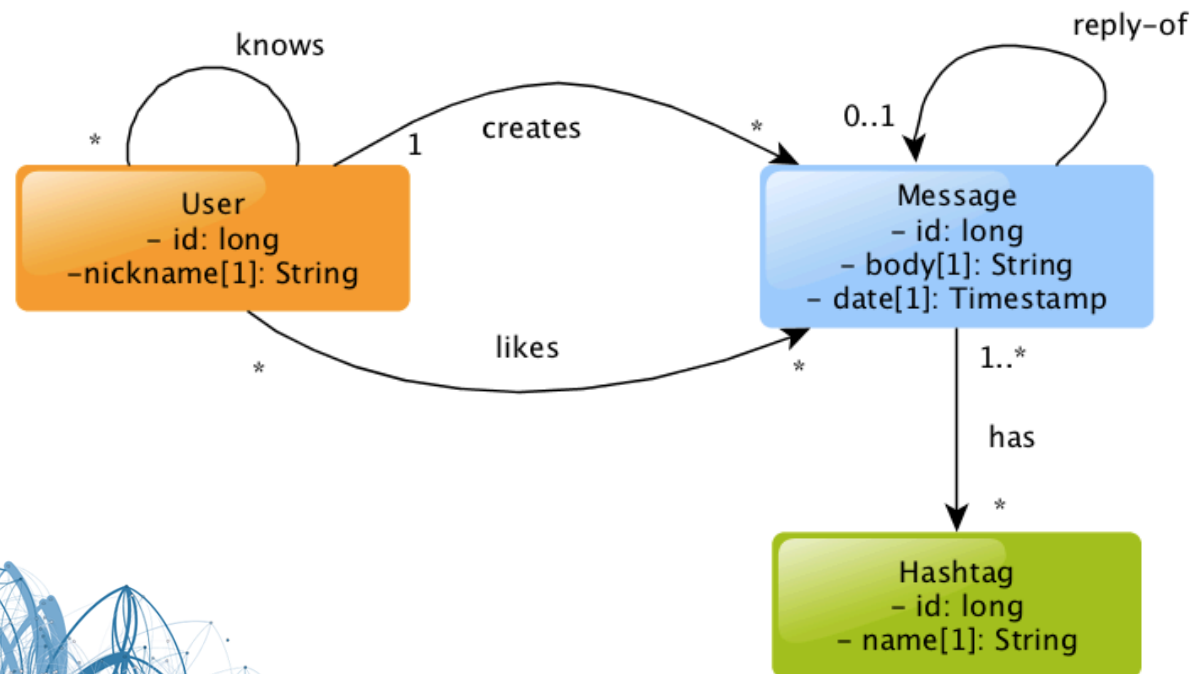 knows
reply-of
*
1
creates
*
0..1
User
- id: long
-nickname[1]: String
Message
- id: long
- body[1]: String
- date[1]: Timestamp
*
likes
*
1..*
has
*
Hashtag
- id: long
- name[1]: String